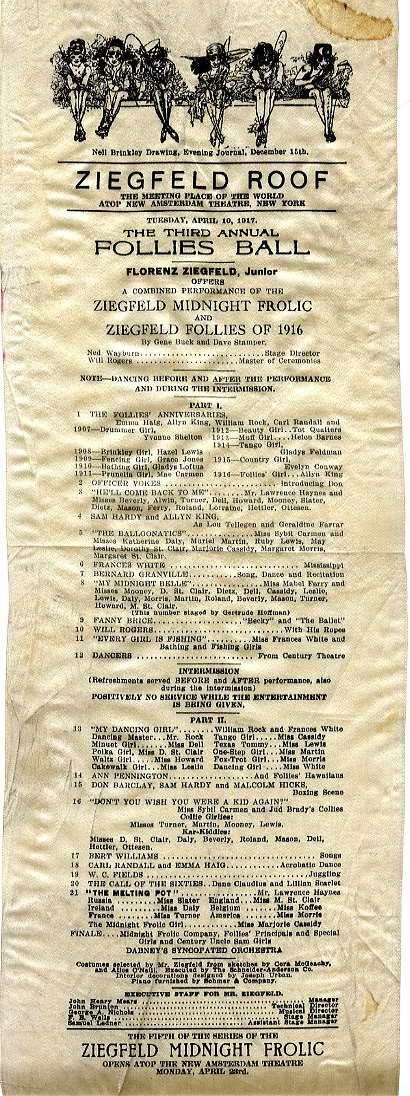 Nell Brinkley Drawing, Evening Journal, December 15th.
ZIEGFELD ROOF
THE MEETING PLACE OF THE WORLD
ATOP NEW AMSTERDAM THEATRE, NEW YORK
TUESDAY, APRIL 10, 1917.
THE THIRD ANNUAL
FOLLIES BALL
FLORENZ ZIEGFELD, Junior
OFFERS
A COMBINED PERFORMANCE OF THE
ZIEGFELD MIDNIGHT FROLIC
AND
ZIEGFELD FOLLIES OF 1916
By Gene Buck and Dave Stamper.
Ned Wayburn..........Stage Director
Will Rogers..........Master of Ceremonies
NOTE—DANCING BEFORE AND AFTER THE PERFORMANCE
AND DURING THE INTERMISSION.
PART I.
1 THE FOLLIES' ANNIVERSARIES,
Emma Haig, Allyn King, William Rock, Carl Randall and
1907—Drummer Girl, 1912—Beauty Girl..Tot Qualters
Yvonne Shelton 1913—Muff Girl....Helen Barnes
1914—Tango Girl,
1908—Brinkley Girl, Hazel Lewis Gladys Feldman
1909—Fencing Girl, Grace Jones 1915—Country Girl,
1910—Bathing Girl, Gladys Loftus Evelyn Conway
1911—Prunella Girl, Mae Carmen 1916—Follies' Girl...Allyn King
2 OFFICER VOKES ..........Introducing Don
3 "HE'LL COME BACK TO ME"..........Mr. Lawrence Haynes and
Misses Beverly, Alwin, Turner, Dell, Howard, Mooney, Slater,
Dietz, Mason, Ferry, Roland, Lorraine, Hettler, Ottesen.
4 SAM HARDY and ALLYN KING,
As Lou Tellegen and Geraldine Farrar
5 "THE BALLOONATICS"..........Miss Sybil Carmen and
Misses Katherine Daly, Muriel Martin, Ruby Lewis, May
Leslie, Dorothy St. Clair, Marjorie Cassidy, Margaret Morris,
Margaret St. Clair.
6 FRANCES WHITE..........Mississippi
7 BERNARD GRANVILLE..........Song, Dance and Recitation
8 "MY MIDNIGHT BELLE"..........Miss Mabel Ferry and
Misses Mooney, D. St. Clair, Dietz, Dell, Cassidy, Leslie,
Lewis, Daly, Morris, Martin, Roland, Beverly, Mason, Turner,
Howard, M. St. Clair.
(This number staged by Gertrude Hoffman)
9 FANNY BRICE.........."Becky" and "The Ballet"
10 WILL ROGERS..........With His Ropes
11 "EVERY GIRL IS FISHING"..........Miss Frances White and
Bathing and Fishing Girls
12 DANCERS ..........From Century Theatre
INTERMISSION
(Refreshments served BEFORE and AFTER performance, also
during the intermission)
POSITIVELY NO SERVICE WHILE THE ENTERTAINMENT
IS BEING GIVEN.
PART II.
13 "MY DANCING GIRL"..........William Rock and Frances White
Dancing Master...Mr. Rock Tango Girl.....Miss Cassidy
Minuet Girl......Miss Dell Texas Tommy...Miss Lewis
Polka Girl, Miss D. St. Clair One-Step Girl...Miss Martin
Waltz Girl.....Miss Howard Fox-Trot Girl...Miss Morris
Cakewalk Girl...Miss Leslie Dancing Girl ....Miss White
14 ANN PENNINGTON..........And Follies' Hawaiians
15 DON BARCLAY, SAM HARDY and MALCOLM HICKS,
Boxing Scene
16 "DON'T YOU WISH YOU WERE A KID AGAIN?"
Miss Sybil Carmen and Jud Brady's Collies
Collie Girlies:
Misses Turner, Martin, Mooney, Lewis.
Kar-Kiddies:
Misses D. St. Clair, Daly, Beverly, Roland, Mason, Dell,
Hettler, Ottesen.
17 BERT WILLIAMS..........Songs
18 CARL RANDALL and EMMA HAIG..........Acrobatic Dance
19 W. C. FIELDS..........Juggling
20 THE CALL OF THE SIXTIES..Dane Claudius and Lillian Scarlet
21 "THE MELTING POT"..........Mr. Lawrence Haynes
Russia ......Miss Slater England...Miss M. St. Clair
Ireland ......Miss Daly Belgium ......Miss Koffee
France ......Miss Turner America ......Miss Morris
The Midnight Frolic Girl..........Miss Marjorie Cassidy
FINALE....Midnight Frolic Company, Follies' Principals and Special
Girls and Century Uncle Sam Girls
DABNEY'S SYNCOPATED ORCHESTRA
Costumes selected by Mr. Ziegfeld from sketches by Cora McGeachy,
and Alice O'Neill. Executed by The Schneider-Anderson Co.
Interior decorations designed by Joseph Urban.
Piano furnished by Sohmer & Company.
EXECUTIVE STAFF FOR MR. ZIEGFELD.
John Henry Mears..........Manager
John Brunton..........Technical Director
George A. Nichols..........Musical Director
F. B. Wells..........Stage Manager
Samuel Ledner..........Assistant Stage Manager
THE FIFTH OF THE SERIES OF THE
ZIEGFELD MIDNIGHT FROLIC
OPENS ATOP THE NEW AMSTERDAM THEATRE
MONDAY, APRIL 23rd.